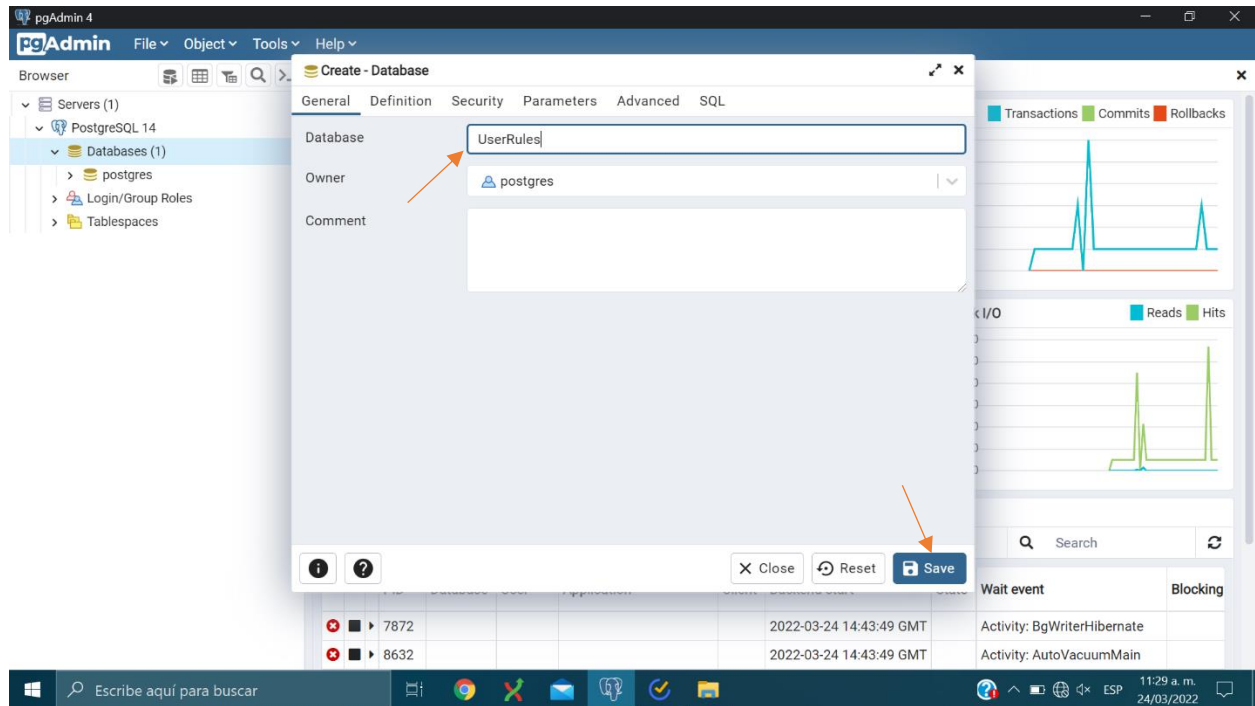 pgAdmin 4
pgAdmin File Object Tools Help
Browser
Servers (1)
PostgreSQL 14
Databases (1)
postgres
Login/Group Roles
Tablespaces
Create - Database
General Definition Security Parameters Advanced SQL
Database UserRules
Owner postgres
Comment
Close Reset Save
Transactions Commits Rollbacks
I/O Reads Hits
Search
Wait event Blocking
7872 2022-03-24 14:43:49 GMT Activity: BgWriterHibernate
8632 2022-03-24 14:43:49 GMT Activity: AutoVacuumMain
Escribe aquí para buscar
ESP
11:29 a. m.
24/03/2022